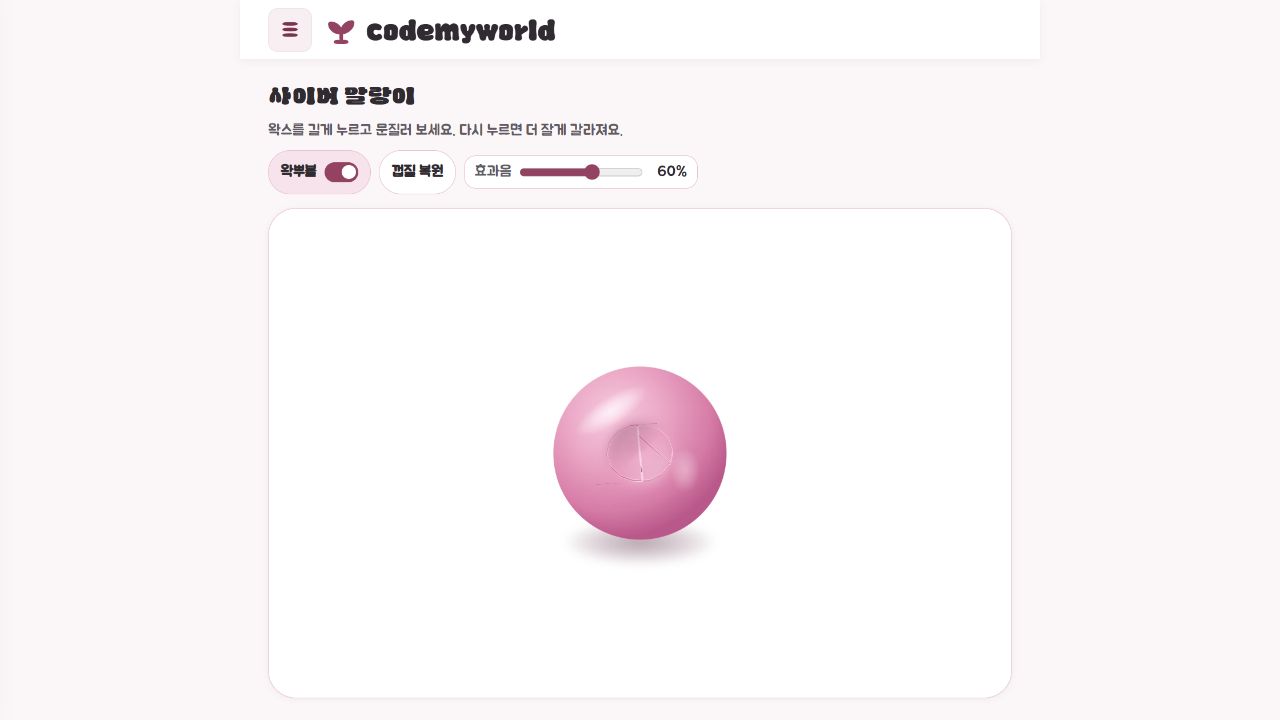 codemyworld
사이버 말랑이
왁스를 길게 누르고 문질러 보세요. 다시 누르면 더 잘게 갈라져요.
왁뿌볼 껍질 복원 효과음 60%